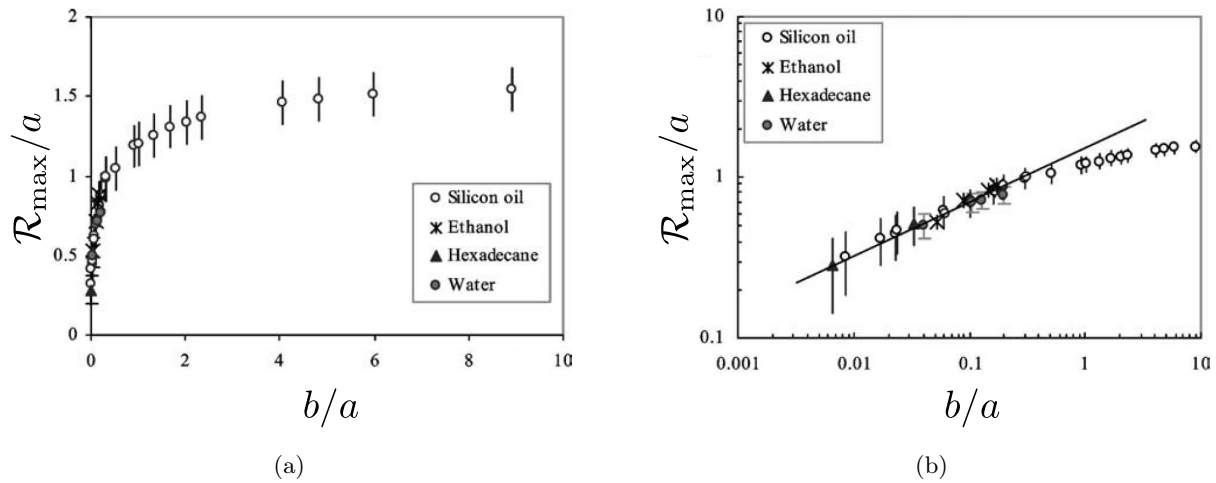 2
1.5
1
0.5
0
0 2 4 6 8 10
R_max/a
b/a
Silicon oil
Ethanol
Hexadecane
Water
(a)
10
1
0.1
0.001 0.01 0.1 1 10
R_max/a
b/a
Silicon oil
Ethanol
Hexadecane
Water
(b)